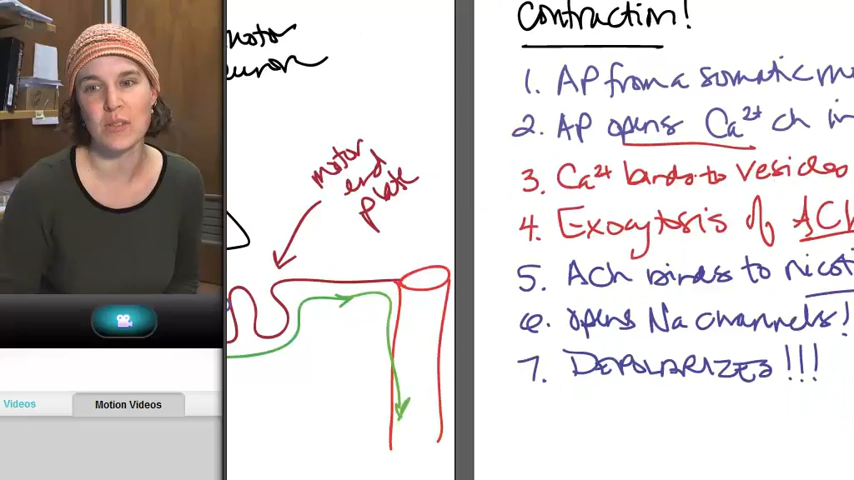 motor
neuron
motor
end
plate
Videos
Motion Videos
Contraction!
1. AP from a somatic mo
2. AP opens Ca2+ ch in
3. Ca2+ binds to vesicles
4. Exocytosis of ACh
5. Ach binds to nicoti
6. opens Na channels!
7. DEPOLARIZES!!!